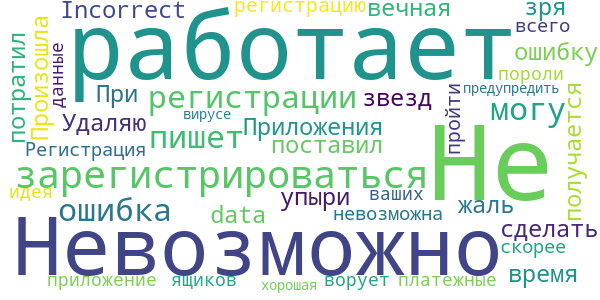 Incorrect регистрацию вечная зря
работает всего
потратил Произошла данные ошибку
При пороли
регистрации звезд предупредить
Удаляю вирусе могу
пишет Приложения пройти получается
Регистрация поставил Не
зарегистрироваться
идея упыри ваших жаль
ошибка data невозможна сделать
Невозможно скорее
приложение ящиков ворует платежные время
хорошая